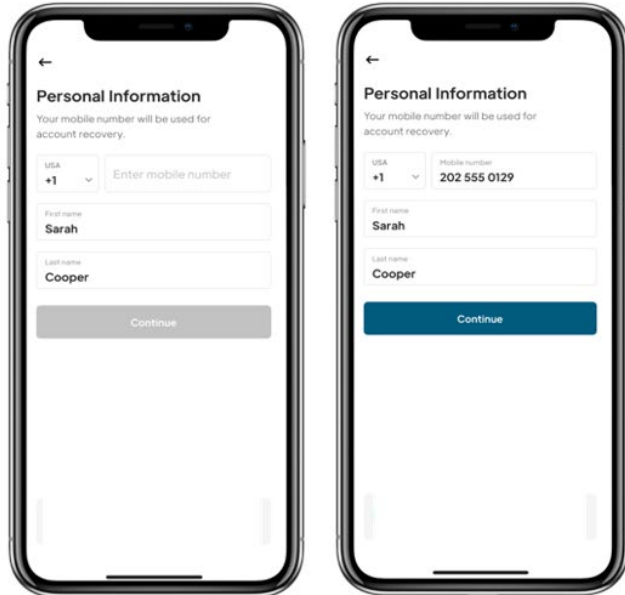 Personal Information
Your mobile number will be used for
account recovery.
USA
+1
Enter mobile number
First name
Sarah
Last name
Cooper
Continue
Personal Information
Your mobile number will be used for
account recovery.
USA
+1
Mobile number
202 555 0129
First name
Sarah
Last name
Cooper
Continue